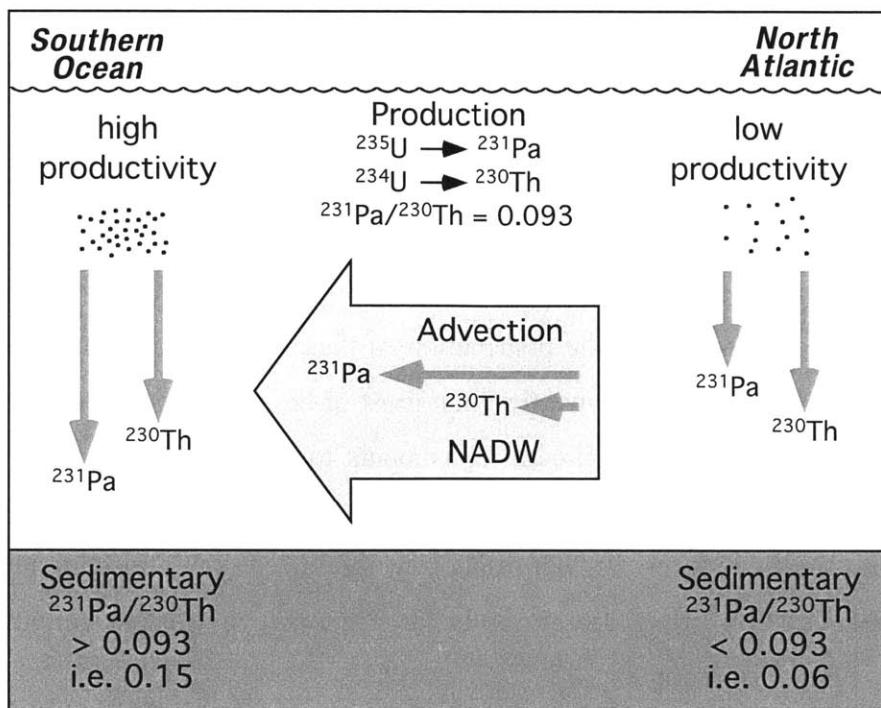 Southern
Ocean
North
Atlantic
high
productivity
Production
²³⁵U → ²³¹Pa
²³⁴U → ²³⁰Th
²³¹Pa/²³⁰Th = 0.093
low
productivity
Advection
²³¹Pa
²³⁰Th
NADW
²³⁰Th
²³¹Pa
²³¹Pa
²³⁰Th
Sedimentary
²³¹Pa/²³⁰Th
> 0.093
i.e. 0.15
Sedimentary
²³¹Pa/²³⁰Th
< 0.093
i.e. 0.06